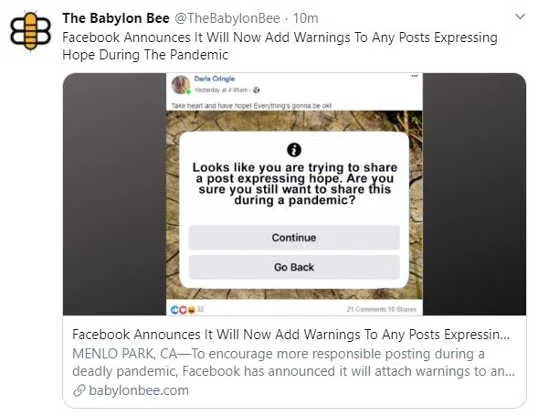 The Babylon Bee @TheBabylonBee · 10m
Facebook Announces It Will Now Add Warnings To Any Posts Expressing
Hope During The Pandemic
Darla Cringle
Yesterday at
Take heart and have hope! Everything's gonna be ok!
Looks like you are trying to share
a post expressing hope. Are you
sure you still want to share this
during a pandemic?
Continue
Go Back
32
21 Comments 10 Shares
Facebook Announces It Will Now Add Warnings To Any Posts Expressin...
MENLO PARK, CA—To encourage more responsible posting during a
deadly pandemic, Facebook has announced it will attach warnings to an...
babylonbee.com